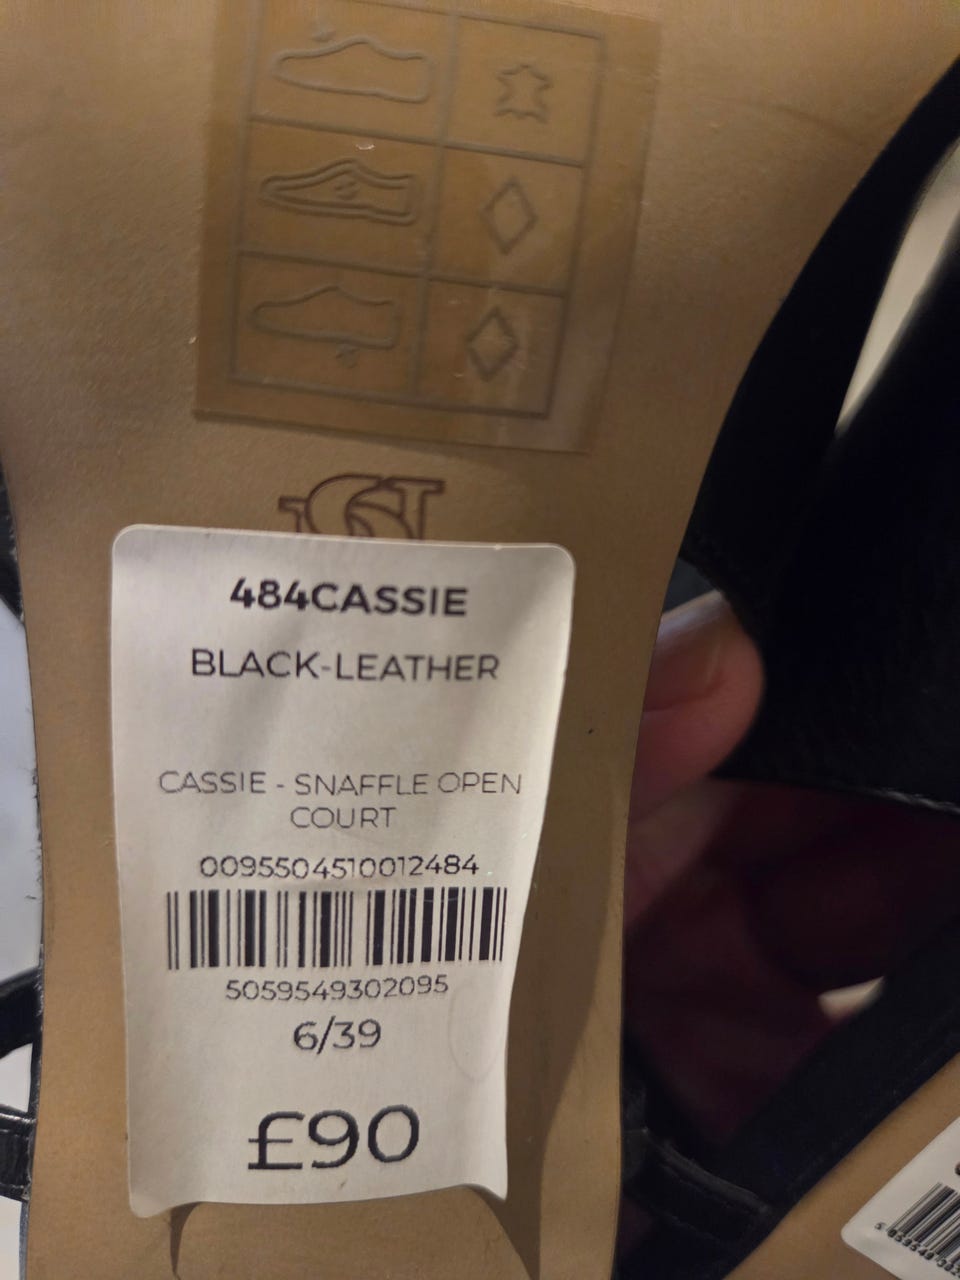 484CASSIE
BLACK-LEATHER
CASSIE - SNAFFLE OPEN
COURT
0095504510012484
5059549302095
6/39
£90